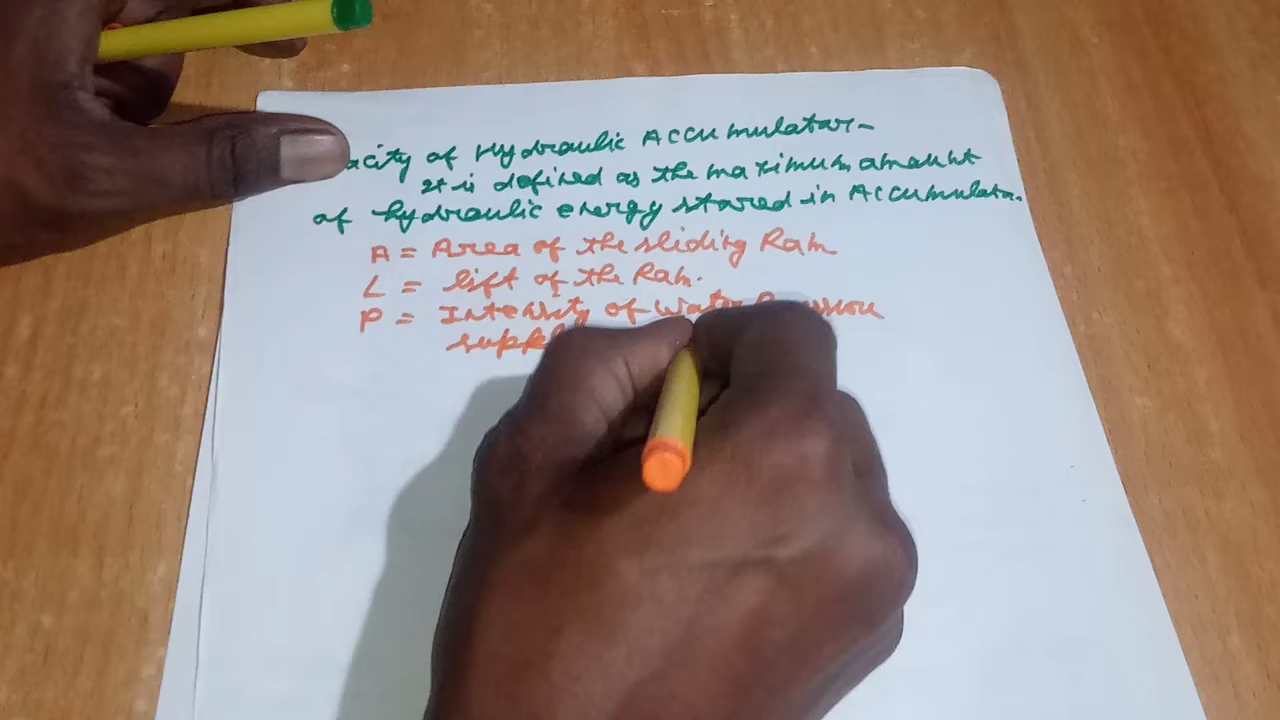 of Hydraulic Accumulator-
It is defined as the maximum amount
of hydraulic energy stored in Accumulator.
A = Area of the sliding Ram
L = lift of the Ram.
P = Intensity of Water